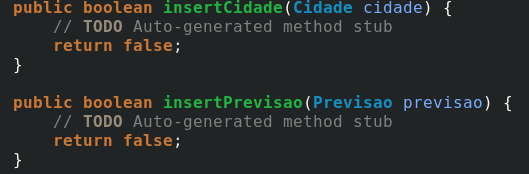 public boolean insertCidade(Cidade cidade) {
    // TODO Auto-generated method stub
    return false;
}

public boolean insertPrevisao(Previsao previsao) {
    // TODO Auto-generated method stub
    return false;
}